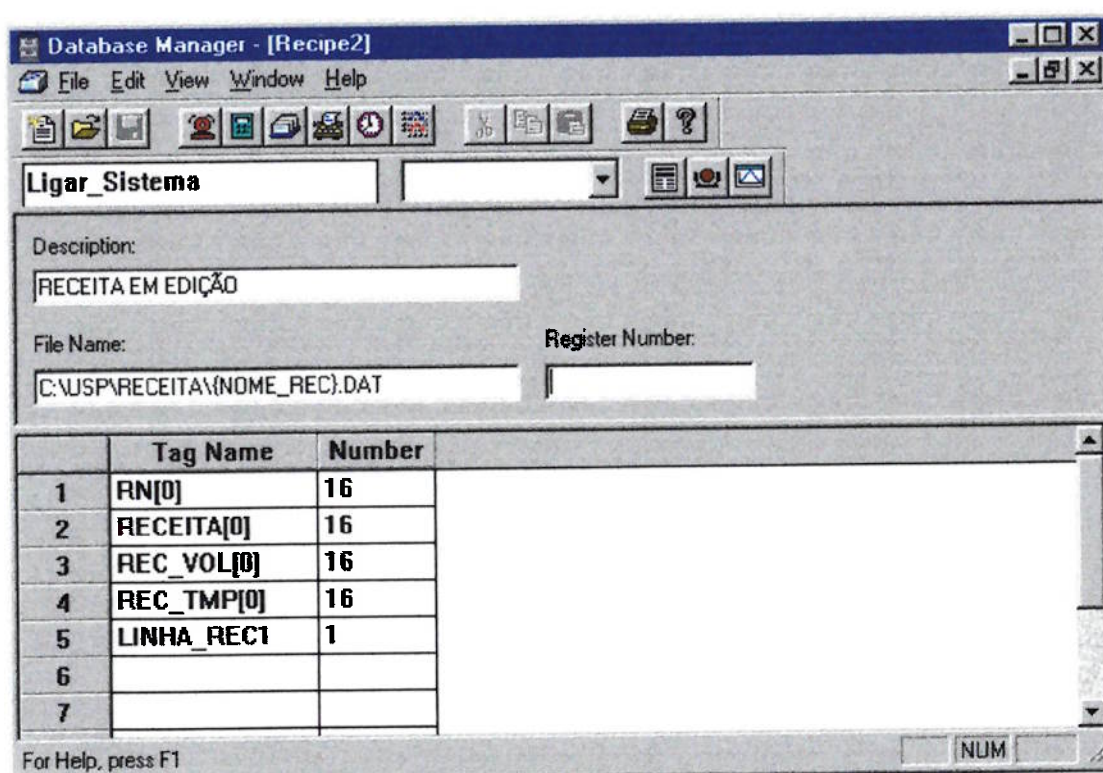 Database Manager - [Recipe2]
File Edit View Window Help
Ligar_Sistema
Description:
RECEITA EM EDIÇÃO
File Name:
Register Number:
C:\USP\RECEITA\{NOME_REC}.DAT
Tag Name Number
1 RN[0] 16
2 RECEITA[0] 16
3 REC_VOL[0] 16
4 REC_TMP[0] 16
5 LINHA_REC1 1
6
7
For Help, press F1 NUM